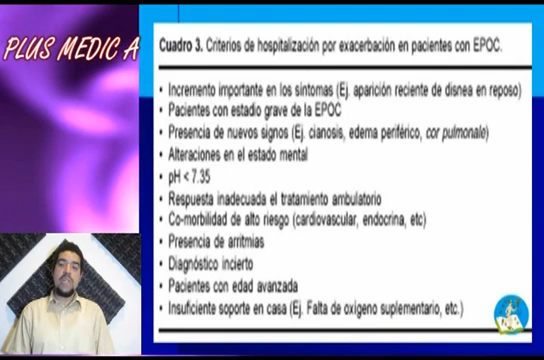 PLUS MEDIC A
Cuadro 3. Criterios de hospitalización por exacerbación en pacientes con EPOC.
• Incremento importante en los síntomas (Ej. aparición reciente de disnea en reposo)
• Pacientes con estadio grave de la EPOC
• Presencia de nuevos signos (Ej. cianosis, edema periférico, cor pulmonale)
• Alteraciones en el estado mental
• pH < 7.35
• Respuesta inadecuada el tratamiento ambulatorio
• Co-morbilidad de alto riesgo (cardiovascular, endocrina, etc)
• Presencia de arritmias
• Diagnóstico incierto
• Pacientes con edad avanzada
• Insuficiente soporte en casa (Ej. Falta de oxígeno suplementario, etc.)